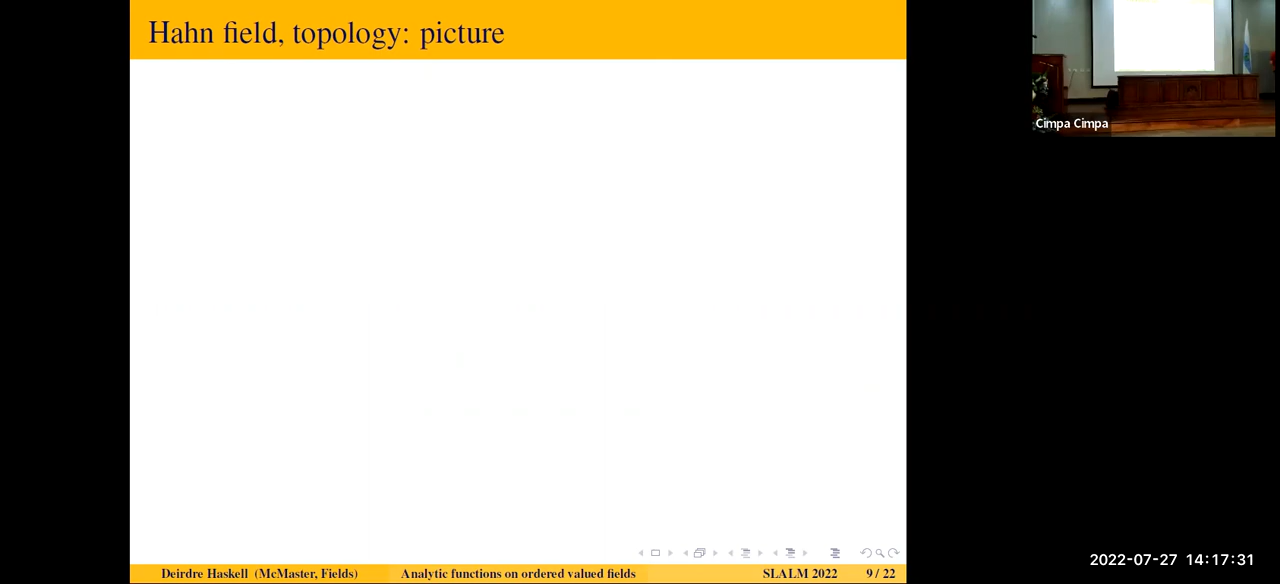 Hahn field, topology: picture
Cimpa Cimpa
2022-07-27 14:17:31
Deirdre Haskell (McMaster, Fields) Analytic functions on ordered valued fields SLALM 2022 9 / 22